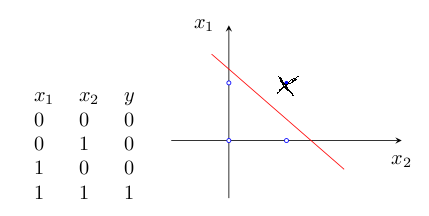 x₁
x₁ x₂ y
0 0 0
0 1 0
1 0 0
1 1 1
x₂